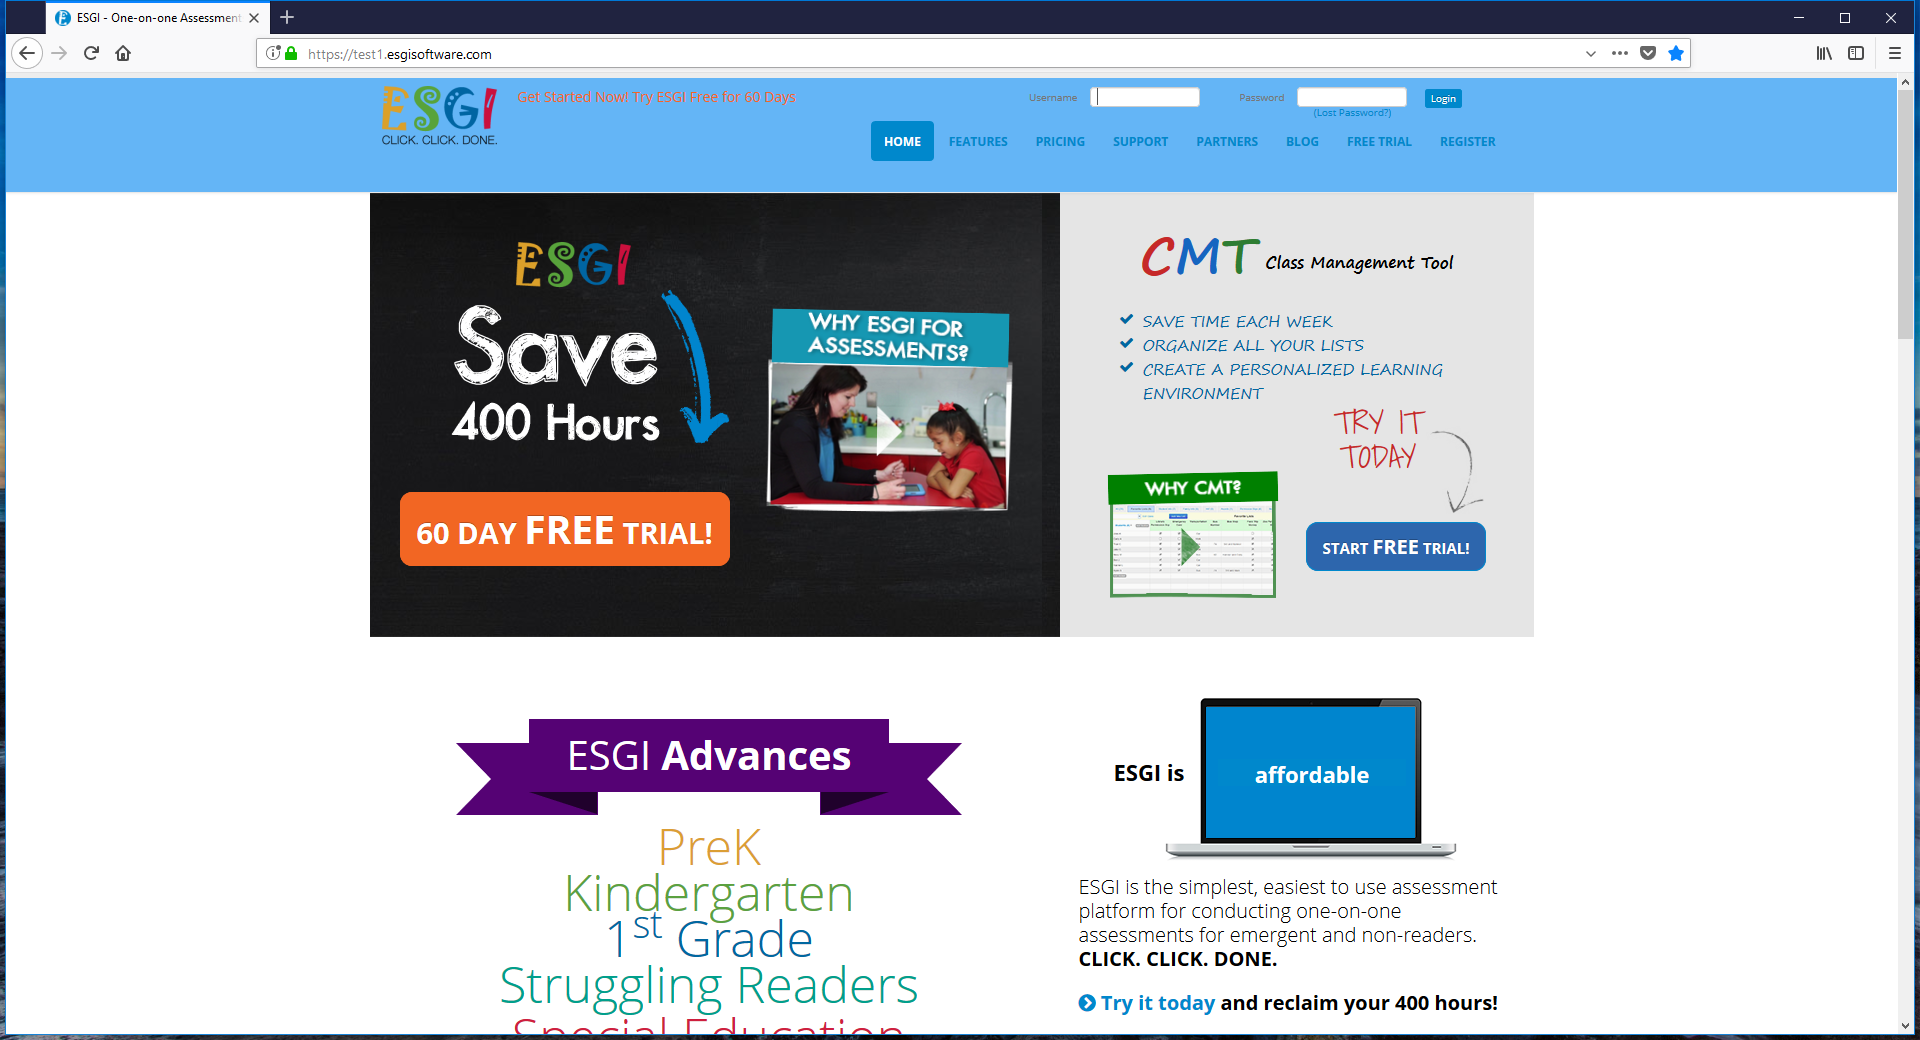 ESGI - One-on-one Assessment
https://test1.esgisoftware.com
ESGI
CLICK. CLICK. DONE.
Get Started Now! Try ESGI Free for 60 Days
Username
Password
Login
(Lost Password?)
HOME
FEATURES
PRICING
SUPPORT
PARTNERS
BLOG
FREE TRIAL
REGISTER
ESGI
Save
400 Hours
60 DAY FREE TRIAL!
WHY ESGI FOR
ASSESSMENTS?
CMT Class Management Tool
SAVE TIME EACH WEEK
ORGANIZE ALL YOUR LISTS
CREATE A PERSONALIZED LEARNING
ENVIRONMENT
TRY IT
TODAY
WHY CMT?
START FREE TRIAL!
ESGI Advances
PreK
Kindergarten
1st Grade
Struggling Readers
Special Education
ESGI is
affordable
ESGI is the simplest, easiest to use assessment
platform for conducting one-on-one
assessments for emergent and non-readers.
CLICK. CLICK. DONE.
Try it today and reclaim your 400 hours!